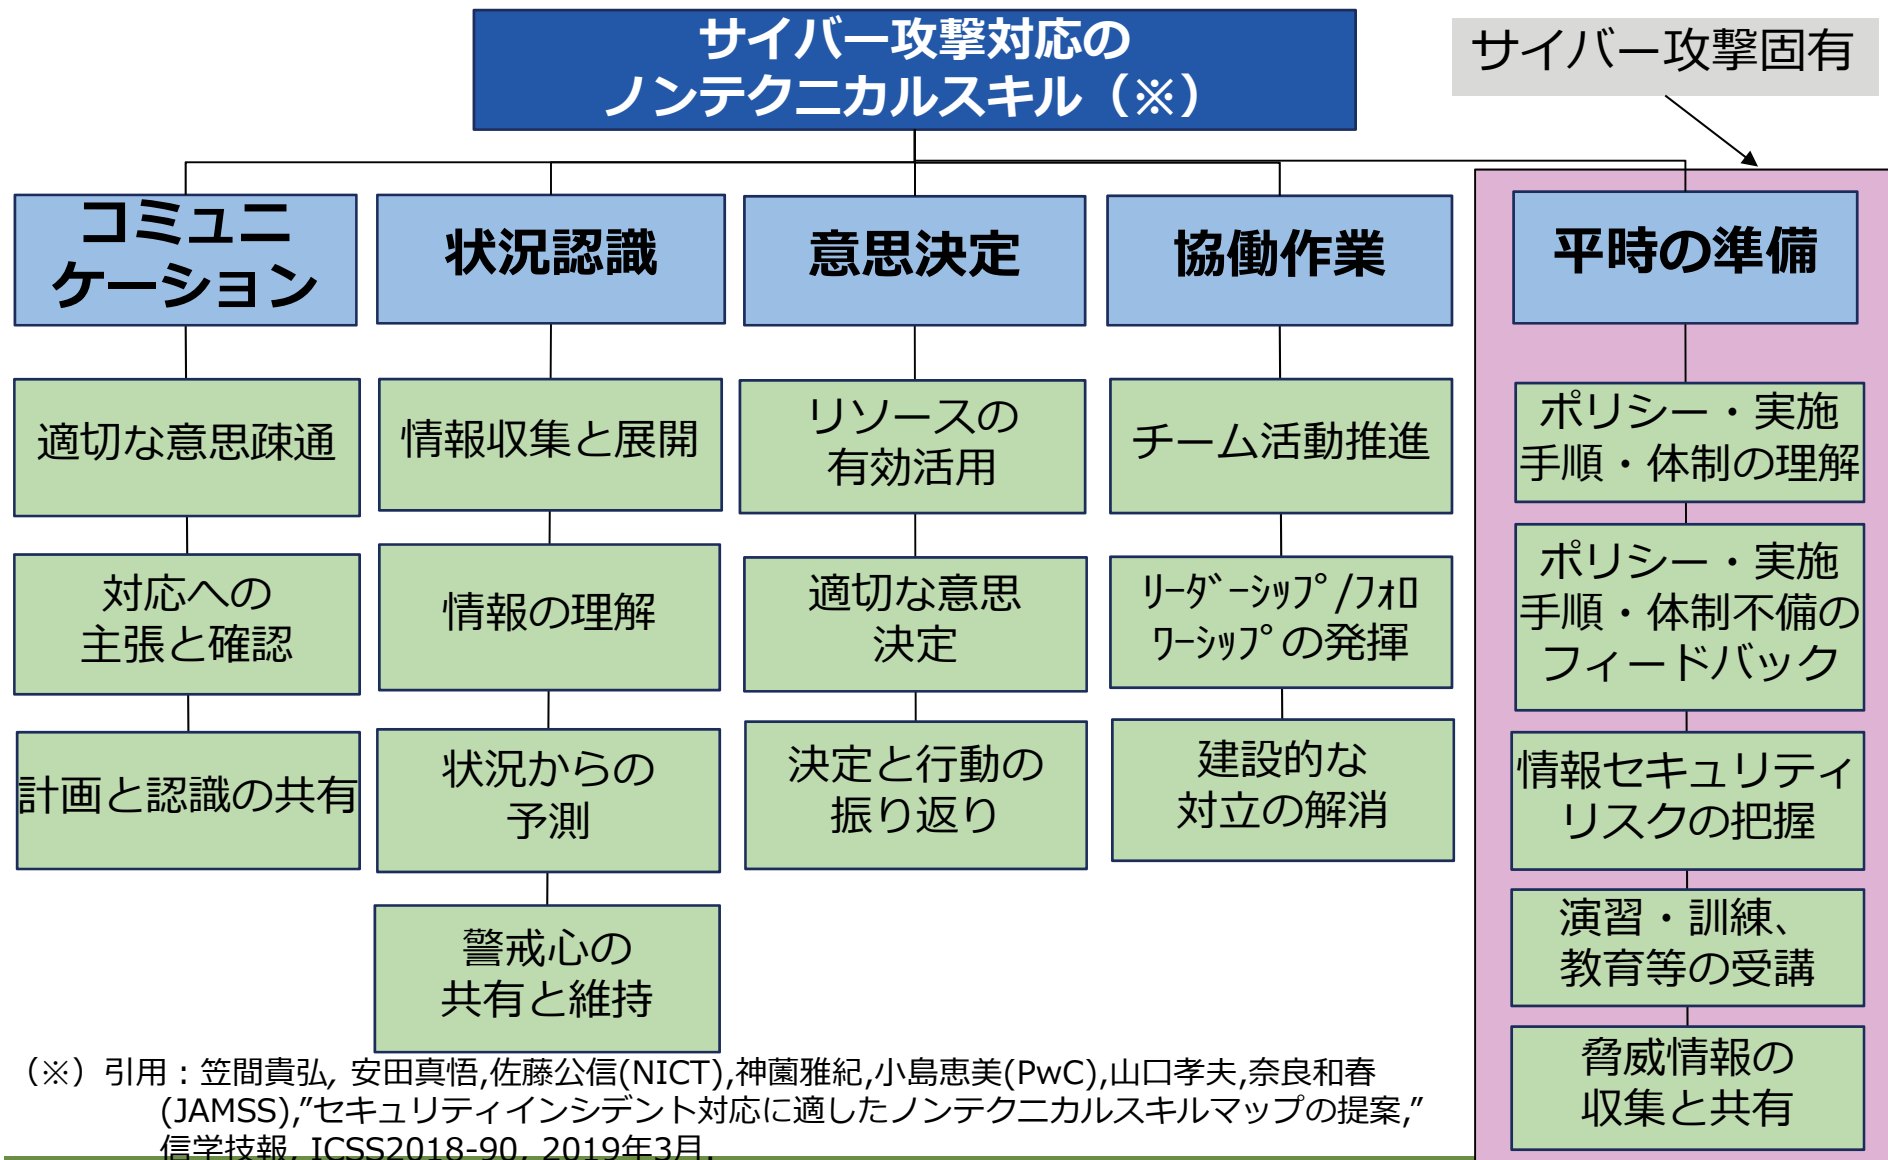 サイバー攻撃対応の
ノンテクニカルスキル（※）
サイバー攻撃固有
コミュニ
ケーション
適切な意思疎通
対応への
主張と確認
計画と認識の共有
状況認識
情報収集と展開
情報の理解
状況からの
予測
警戒心の
共有と維持
意思決定
リソースの
有効活用
適切な意思
決定
決定と行動の
振り返り
協働作業
チーム活動推進
ﾘｰﾀﾞｰｼｯﾌﾟ/ﾌｫﾛ
ﾜｰｼｯﾌﾟの発揮
建設的な
対立の解消
平時の準備
ポリシー・実施
手順・体制の理解
ポリシー・実施
手順・体制不備の
フィードバック
情報セキュリティ
リスクの把握
演習・訓練、
教育等の受講
脅威情報の
収集と共有
（※）引用：笠間貴弘, 安田真悟,佐藤公信(NICT),神薗雅紀,小島恵美(PwC),山口孝夫,奈良和春
(JAMSS),”セキュリティインシデント対応に適したノンテクニカルスキルマップの提案,”
信学技報, ICSS2018-90, 2019年3月.